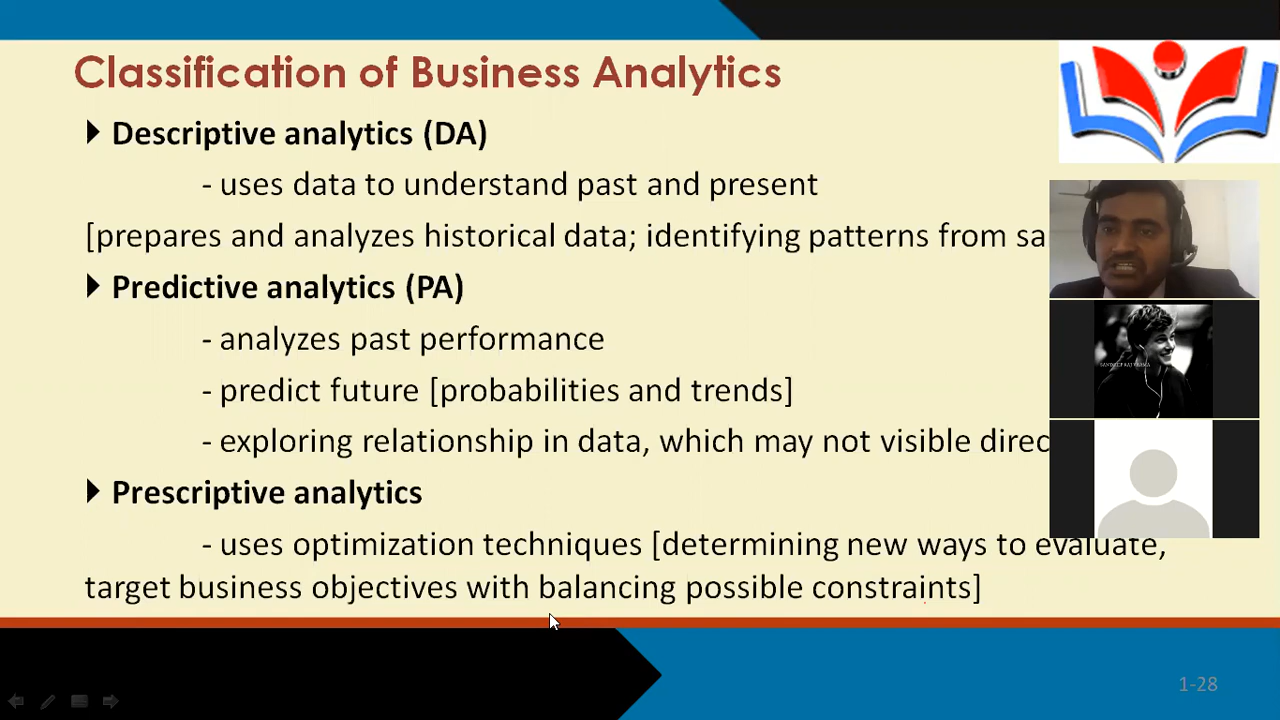 Classification of Business Analytics
Descriptive analytics (DA)
- uses data to understand past and present
[prepares and analyzes historical data; identifying patterns from
Predictive analytics (PA)
- analyzes past performance
- predict future [probabilities and trends]
- exploring relationship in data, which may not visible
Prescriptive analytics
- uses optimization techniques [determining new ways to evaluate,
target business objectives with balancing possible constraints]
1-28